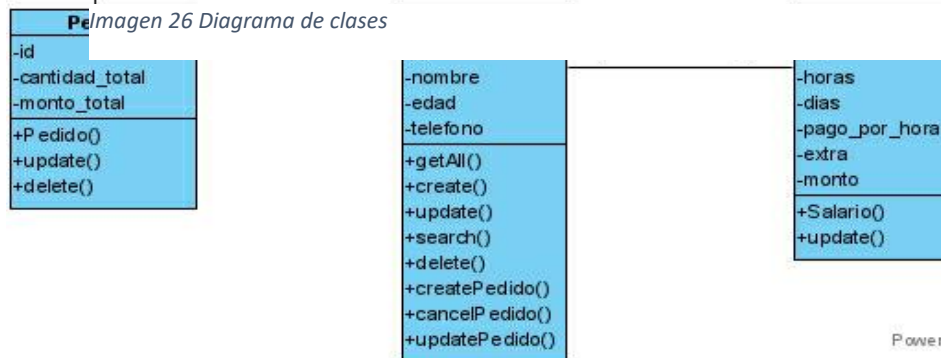 Imagen 26 Diagrama de clases
-id
-cantidad_total
-monto_total
+Pedido()
+update()
+delete()
-nombre
-edad
-telefono
+getAll()
+create()
+update()
+search()
+delete()
+createPedido()
+cancelPedido()
+updatePedido()
-horas
-dias
-pago_por_hora
-extra
-monto
+Salario()
+update()